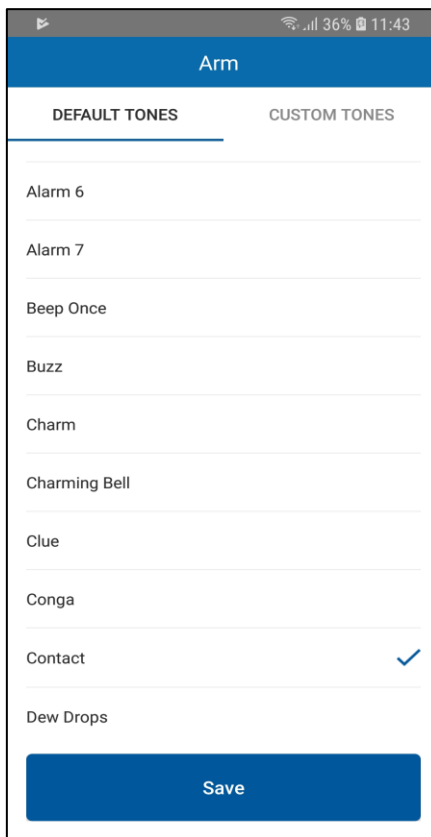 36% 11:43
Arm
DEFAULT TONES CUSTOM TONES
Alarm 6
Alarm 7
Beep Once
Buzz
Charm
Charming Bell
Clue
Conga
Contact
Dew Drops
Save